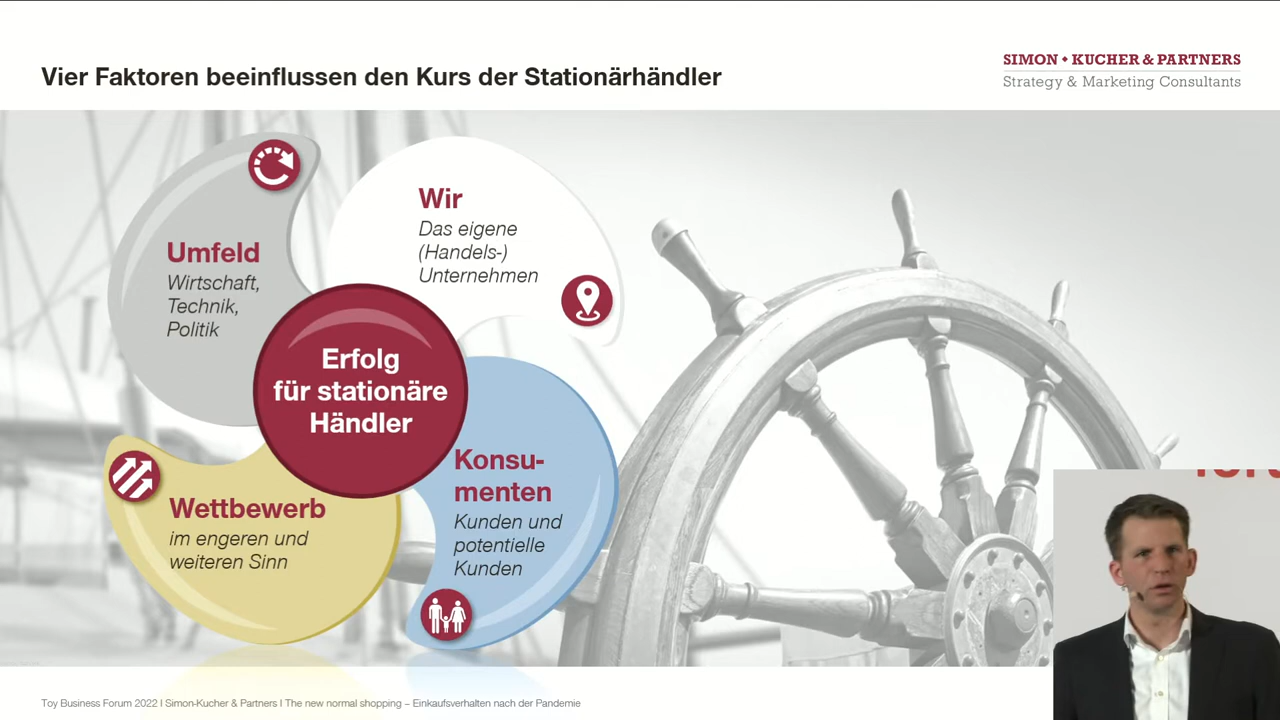 Vier Faktoren beeinflussen den Kurs der Stationärhändler
SIMON • KUCHER & PARTNERS
Strategy & Marketing Consultants
Umfeld
Wirtschaft,
Technik,
Politik
Wir
Das eigene
(Handels-)
Unternehmen
Erfolg
für stationäre
Händler
Wettbewerb
im engeren und
weiteren Sinn
Konsu-
menten
Kunden und
potentielle
Kunden
Toy Business Forum 2022 I Simon-Kucher & Partners I The new normal shopping – Einkaufsverhalten nach der Pandemie